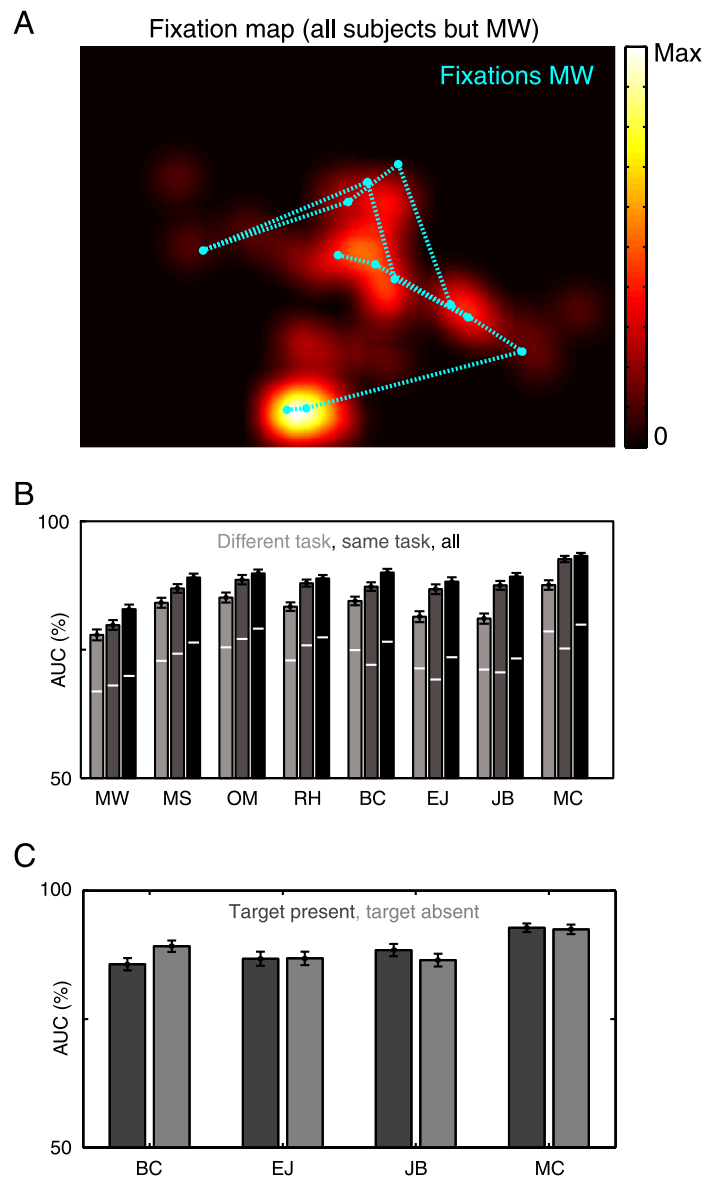 A
Fixation map (all subjects but MW)
Fixations MW
Max
0
B
100
Different task, same task, all
AUC (%)
50
MW MS OM RH BC EJ JB MC
C
100
Target present, target absent
AUC (%)
50
BC EJ JB MC